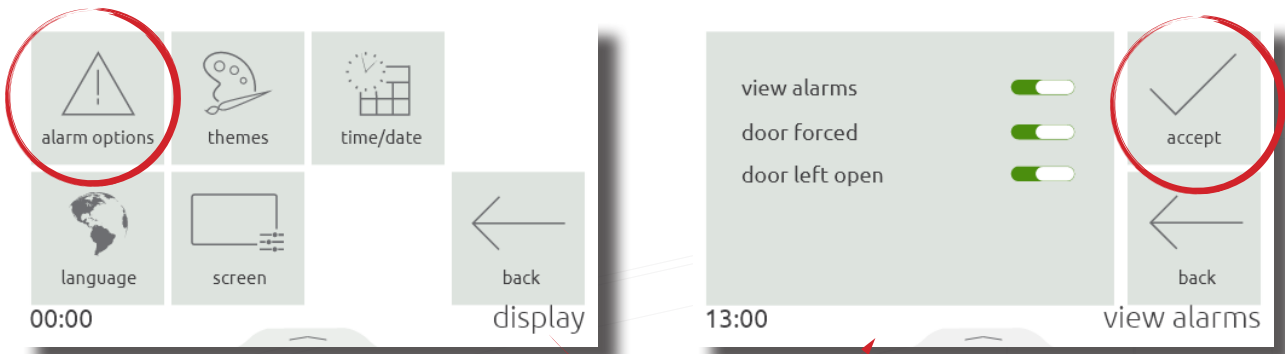 alarm options
themes
time/date
language
screen
back
00:00
display
view alarms
door forced
door left open
accept
back
13:00
view alarms